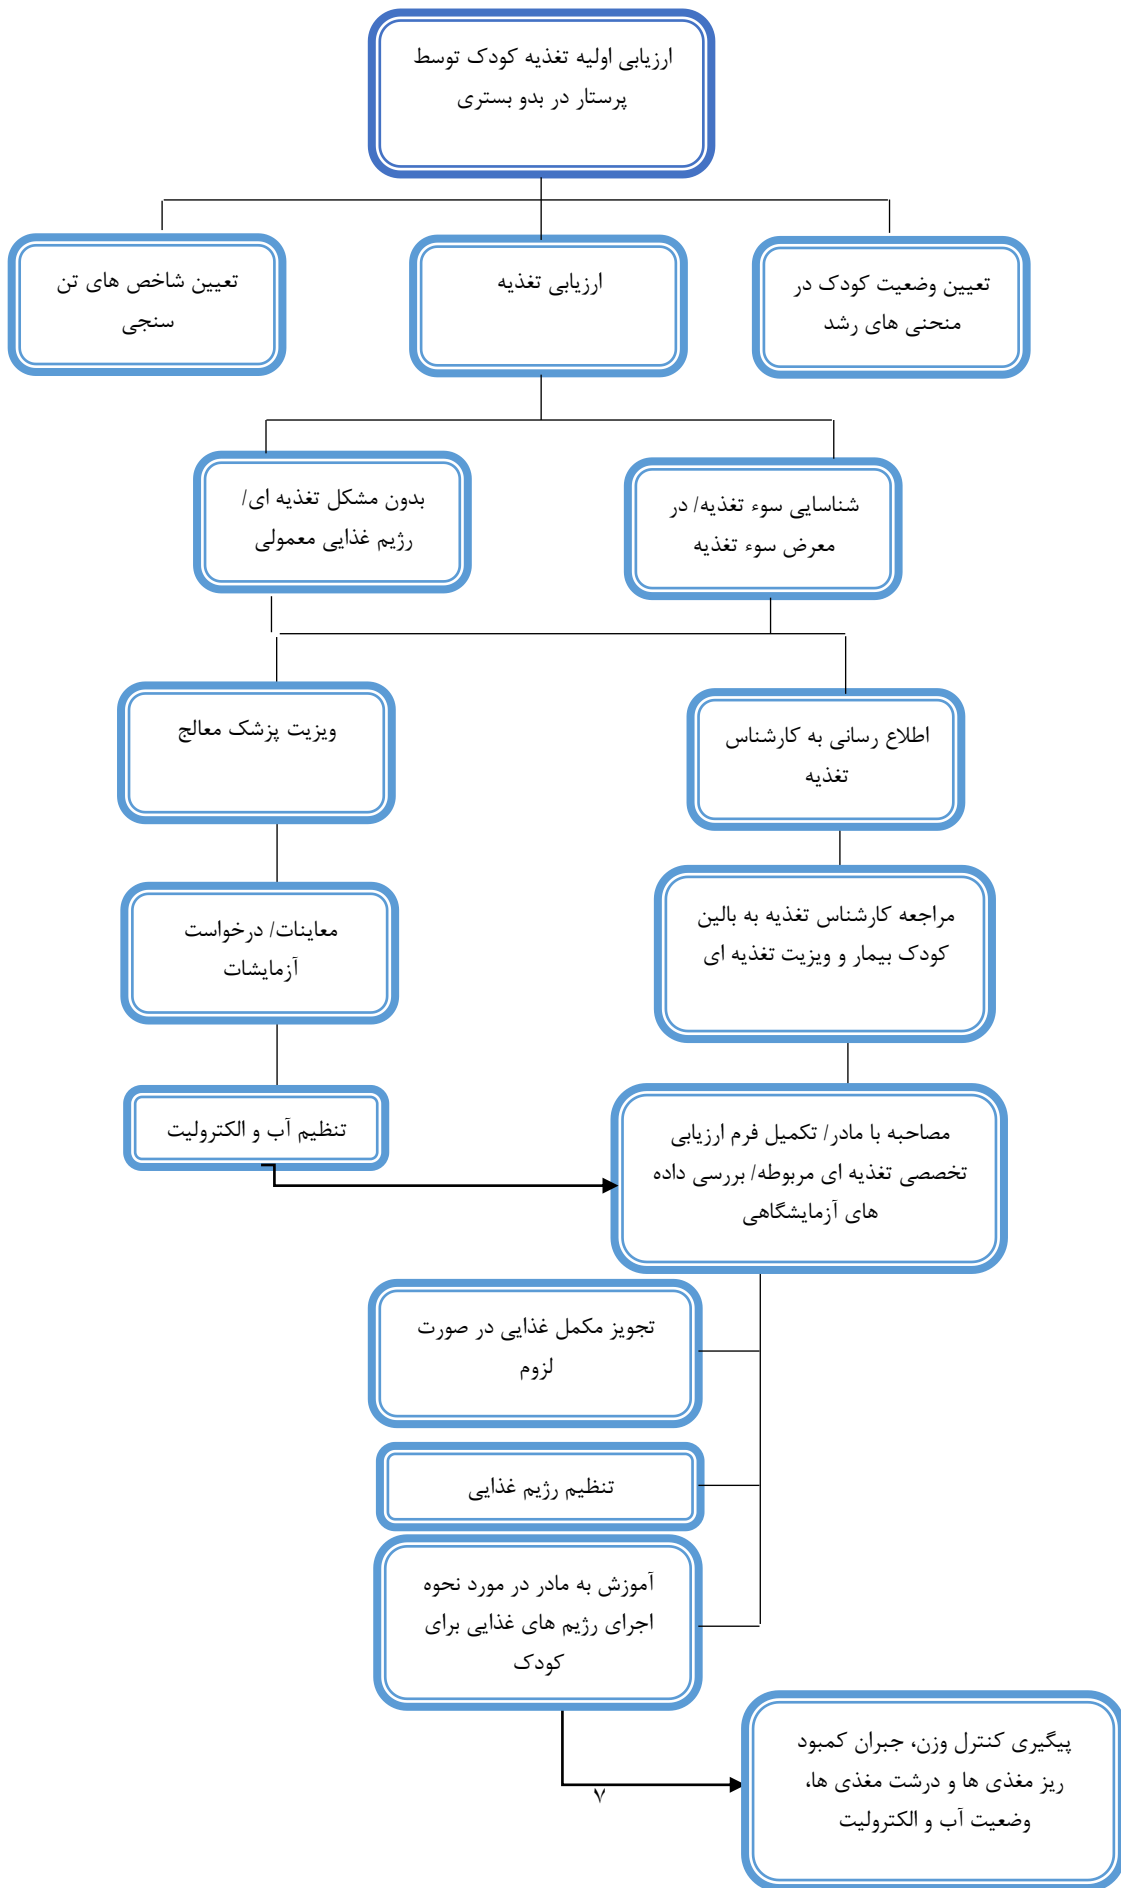 ارزیابی اولیه تغذیه کودک توسط
پرستار در بدو بستری
تعیین وضعیت کودک در
منحنی های رشد
ارزیابی تغذیه
تعیین شاخص های تن
سنجی
شناسایی سوء تغذیه/ در
معرض سوء تغذیه
بدون مشکل تغذیه ای/
رژیم غذایی معمولی
اطلاع رسانی به کارشناس
تغذیه
ویزیت پزشک معالج
مراجعه کارشناس تغذیه به بالین
کودک بیمار و ویزیت تغذیه ای
معاینات/ درخواست
آزمایشات
مصاحبه با مادر/ تکمیل فرم ارزیابی
تخصصی تغذیه ای مربوطه/ بررسی داده
های آزمایشگاهی
تنظیم آب و الکترولیت
تجویز مکمل غذایی در صورت
لزوم
تنظیم رژیم غذایی
آموزش به مادر در مورد نحوه
اجرای رژیم های غذایی برای
کودک
پیگیری کنترل وزن، جبران کمبود
ریز مغذی ها و درشت مغذی ها،
وضعیت آب و الکترولیت
۷